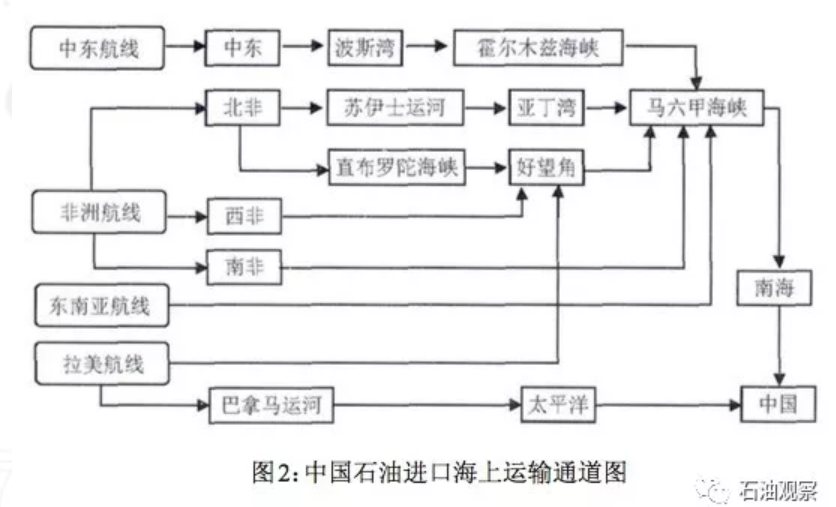 中东航线
中东
波斯湾
霍尔木兹海峡
北非
苏伊士运河
亚丁湾
马六甲海峡
直布罗陀海峡
好望角
非洲航线
西非
南非
南海
东南亚航线
拉美航线
巴拿马运河
太平洋
中国
图2:中国石油进口海上运输通道图
石油观察